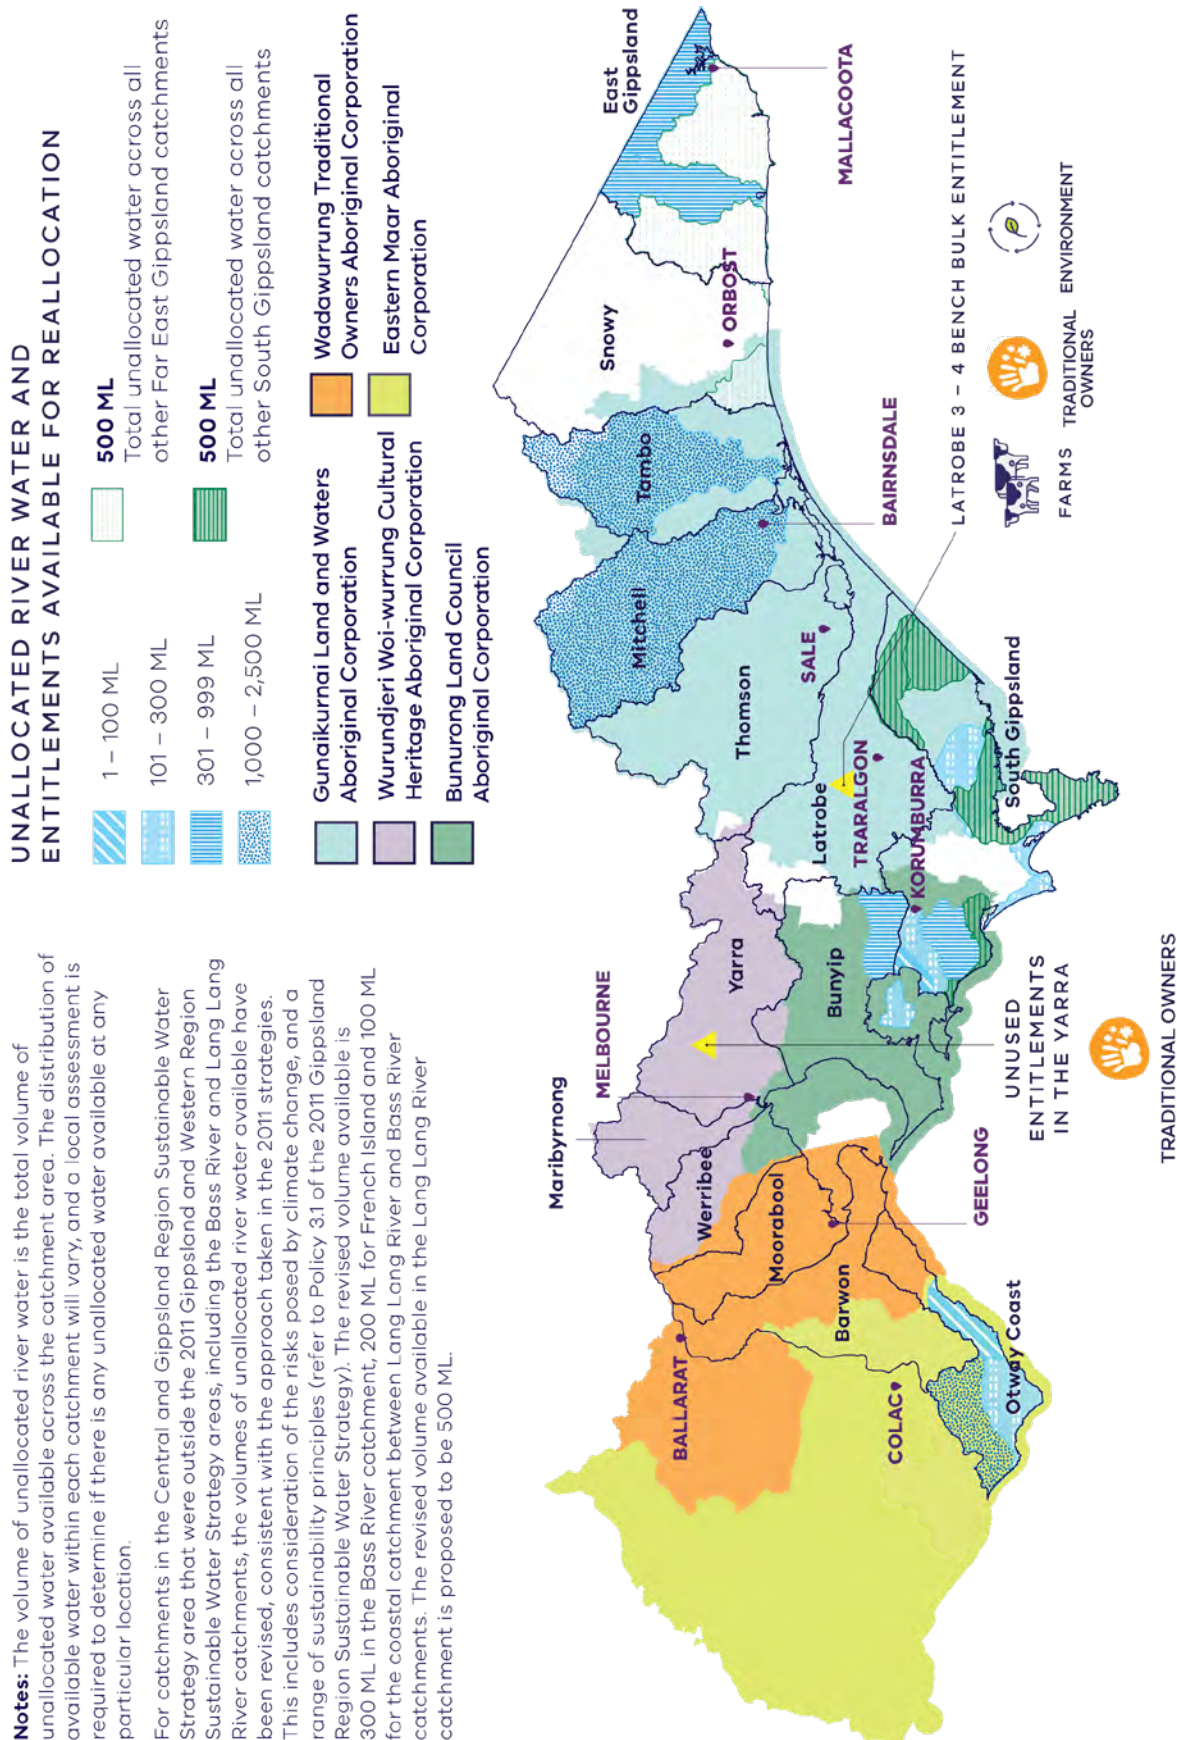 UNALLOCATED RIVER WATER AND
ENTITLEMENTS AVAILABLE FOR REALLOCATION
Notes: The volume of unallocated river water is the total volume of
unallocated water available across the catchment area. The distribution of
available water within each catchment will vary, and a local assessment is
required to determine if there is any unallocated water available at any
particular location.
For catchments in the Central and Gippsland Region Sustainable Water
Strategy area that were outside the 2011 Gippsland and Western Region
Sustainable Water Strategy areas, including the Bass River and Lang Lang
River catchments, the volumes of unallocated river water available have
been revised, consistent with the approach taken in the 2011 strategies.
This includes consideration of the risks posed by climate change, and a
range of sustainability principles (refer to Policy 3.1 of the 2011 Gippsland
Region Sustainable Water Strategy). The revised volume available is
300 ML in the Bass River catchment, 200 ML for French Island and 100 ML
for the coastal catchment between Lang Lang River and Bass River
catchments. The revised volume available in the Lang Lang River
catchment is proposed to be 500 ML.
1 – 100 ML
101 – 300 ML
301 – 999 ML
1,000 – 2,500 ML
500 ML
Total unallocated water across all
other Far East Gippsland catchments
500 ML
Total unallocated water across all
other South Gippsland catchments
Gunaikurnai Land and Waters
Aboriginal Corporation
Wurundjeri Woi-wurrung Cultural
Heritage Aboriginal Corporation
Bunurong Land Council
Aboriginal Corporation
Wadawurrung Traditional
Owners Aboriginal Corporation
Eastern Maar Aboriginal
Corporation
East
Gippsland
Snowy
Tambo
Mitchell
Thomson
Latrobe
Yarra
Bunyip
Maribyrnong
Werribee
Moorabool
Barwon
Otway Coast
South Gippsland
MELBOURNE
BALLARAT
COLAC
GEELONG
KORUMBURRA
TRARALGON
SALE
BAIRNSDALE
ORBOST
MALLACOOTA
UNUSED
ENTITLEMENTS
IN THE YARRA
TRADITIONAL OWNERS
LATROBE 3 – 4 BENCH BULK ENTITLEMENT
FARMS
TRADITIONAL
OWNERS
ENVIRONMENT